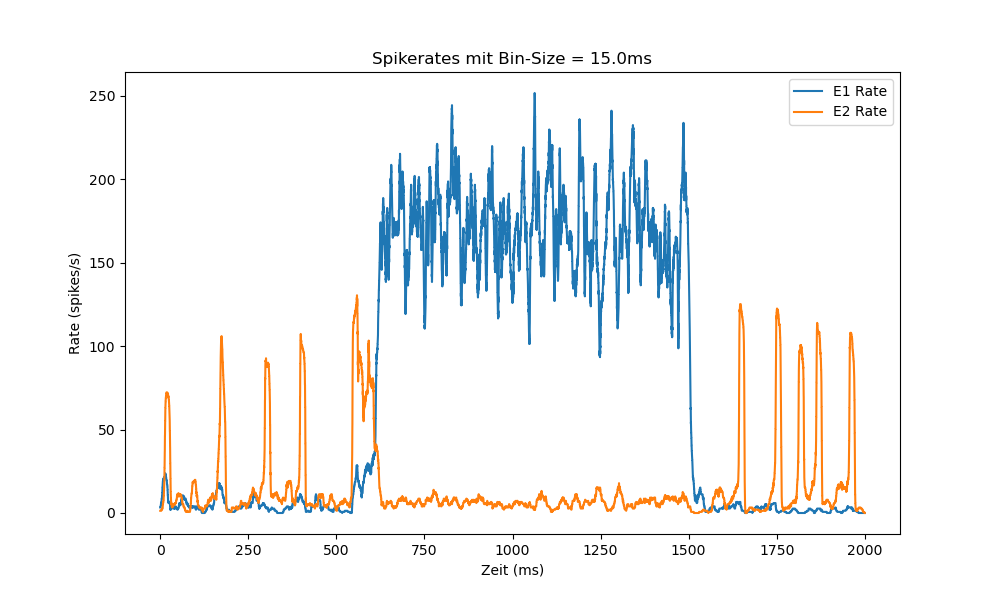 Spikerates mit Bin-Size = 15.0ms
E1 Rate
E2 Rate
Rate (spikes/s)
250
200
150
100
50
0
0 250 500 750 1000 1250 1500 1750 2000
Zeit (ms)